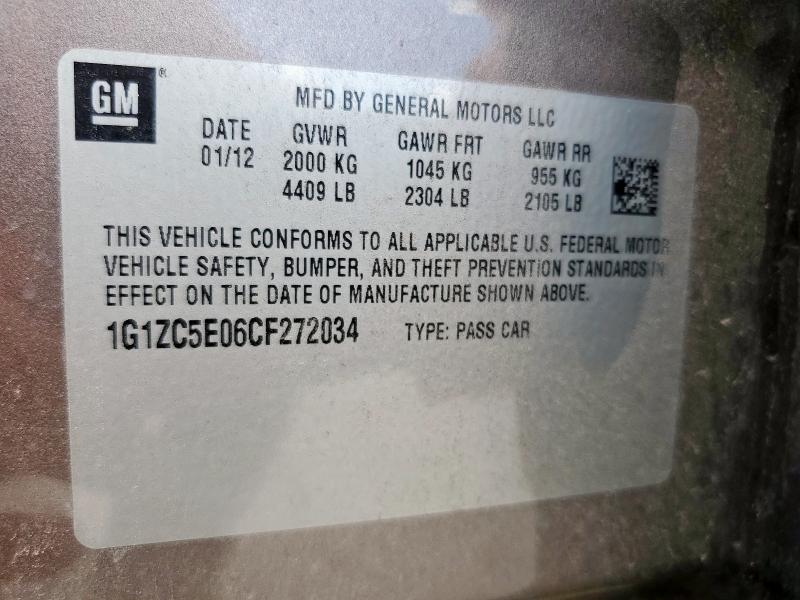 GM ®
MFD BY GENERAL MOTORS LLC
DATE GVWR GAWR FRT GAWR RR
01/12 2000 KG 1045 KG 955 KG
4409 LB 2304 LB 2105 LB
THIS VEHICLE CONFORMS TO ALL APPLICABLE U.S. FEDERAL MOTOR
VEHICLE SAFETY, BUMPER, AND THEFT PREVENTION STANDARDS IN
EFFECT ON THE DATE OF MANUFACTURE SHOWN ABOVE.
1G1ZC5E06CF272034 TYPE: PASS CAR